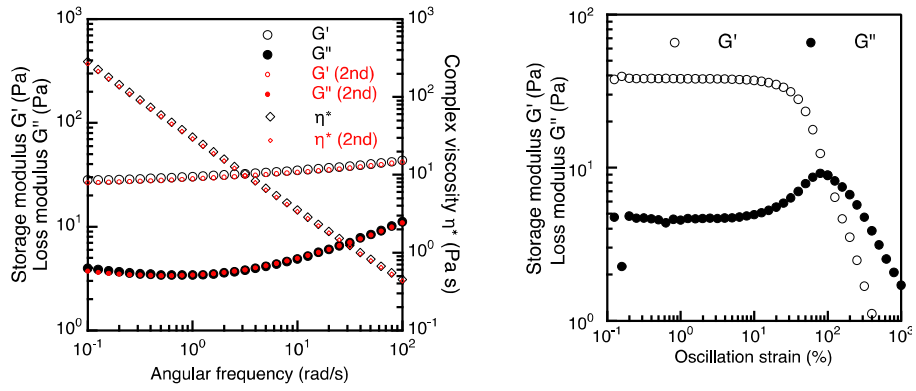 10³
10²
10¹
10⁰
Storage modulus G' (Pa)
Loss modulus G" (Pa)
G'
G"
G' (2nd)
G" (2nd)
η*
η* (2nd)
10³
10²
10¹
10⁰
10⁻¹
Complex viscosity η* (Pa s)
10⁻¹ 10⁰ 10¹ 10²
Angular frequency (rad/s)
10²
10¹
10⁰
Storage modulus G' (Pa)
Loss modulus G" (Pa)
G' G"
10⁻¹ 10⁰ 10¹ 10² 10³
Oscillation strain (%)